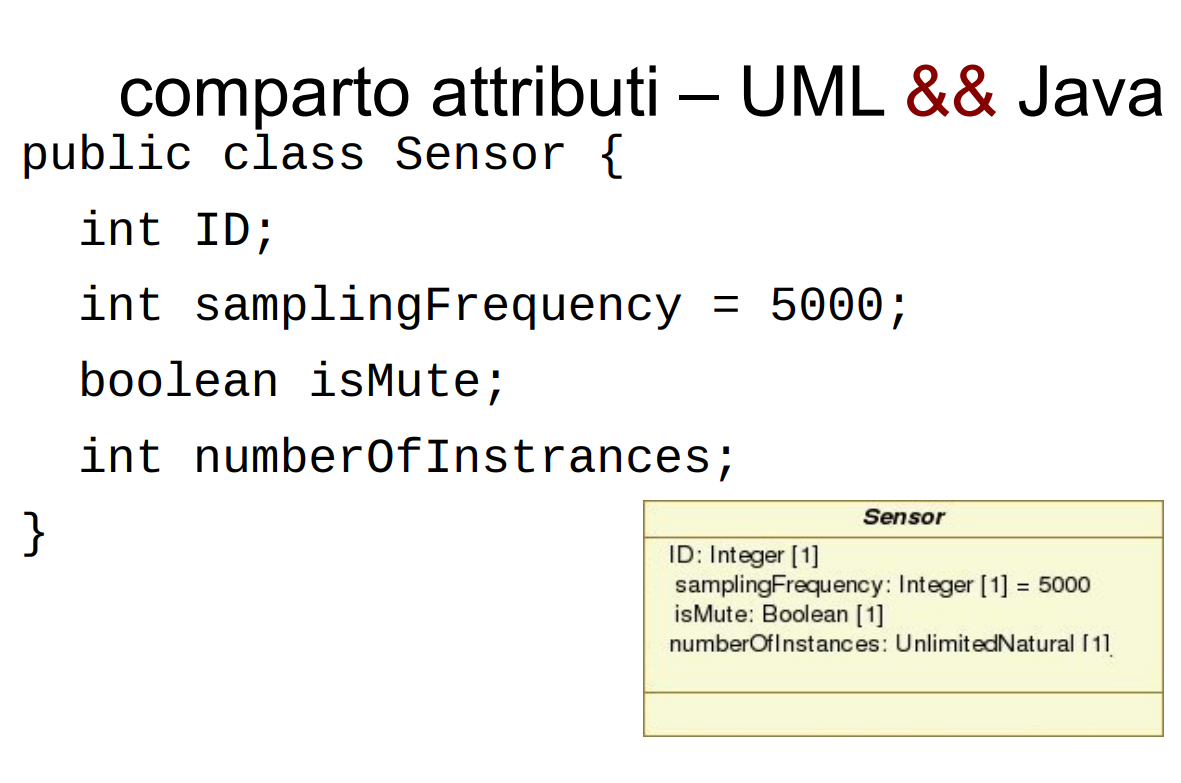 comparto attributi – UML && Java
public class Sensor {
int ID;
int samplingFrequency = 5000;
boolean isMute;
int numberOfInstrances;
}
Sensor
ID: Integer [1]
samplingFrequency: Integer [1] = 5000
isMute: Boolean [1]
numberOfInstances: UnlimitedNatural [1]